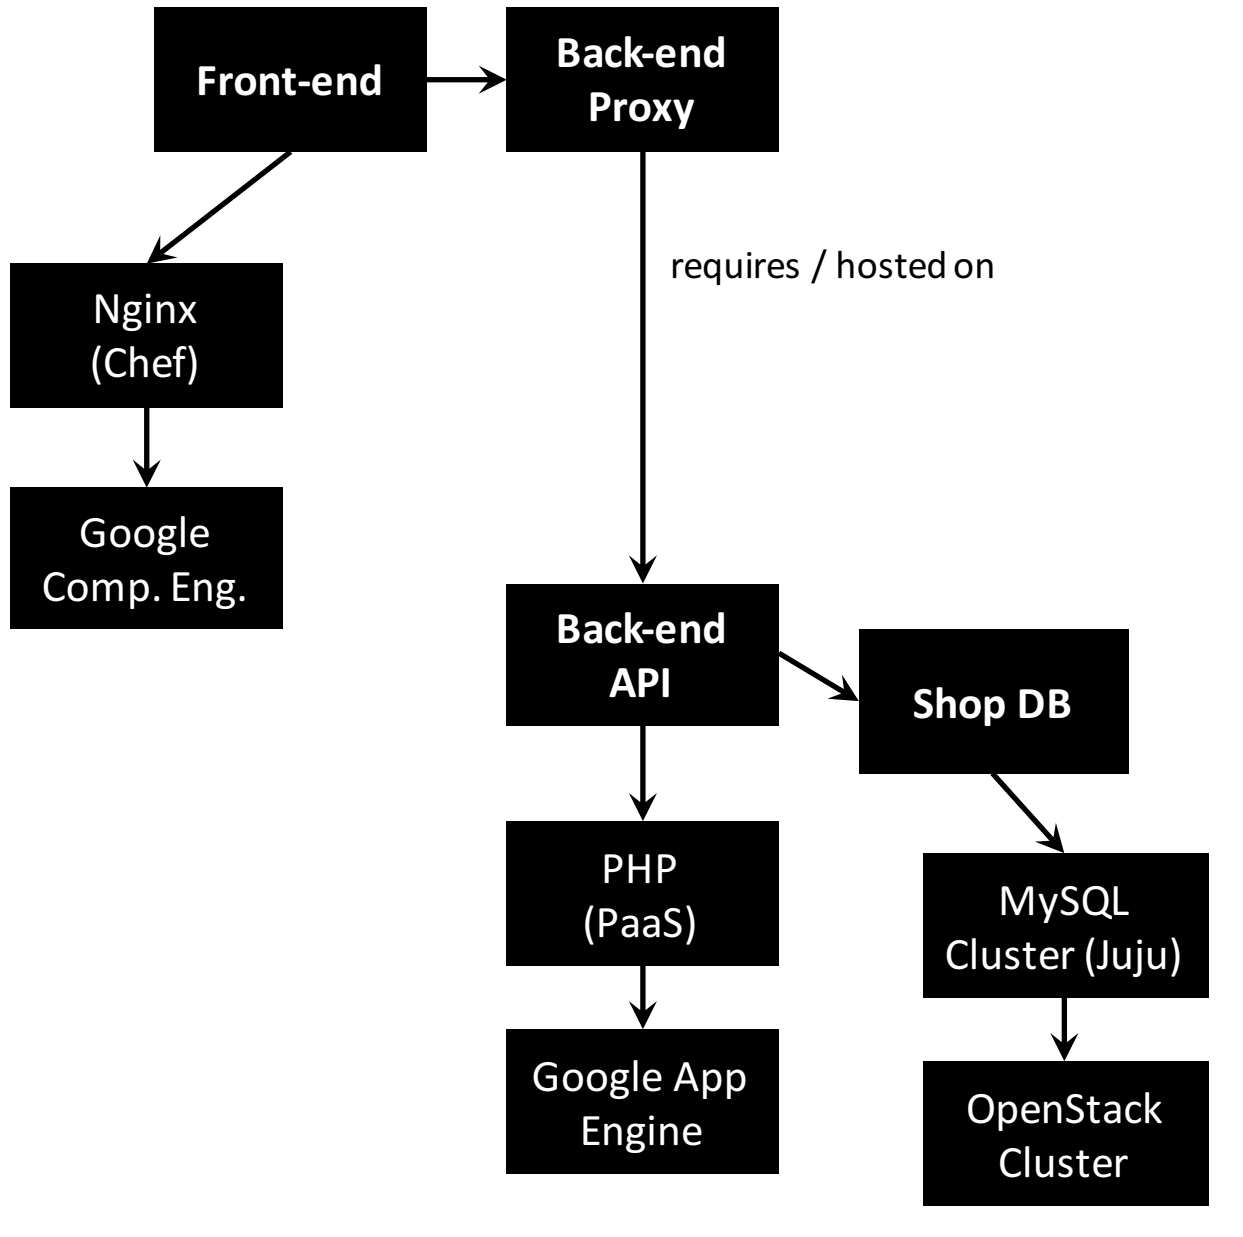 Front-end
Back-end
Proxy
requires / hosted on
Nginx
(Chef)
Google
Comp. Eng.
Back-end
API
Shop DB
PHP
(PaaS)
MySQL
Cluster (Juju)
Google App
Engine
OpenStack
Cluster